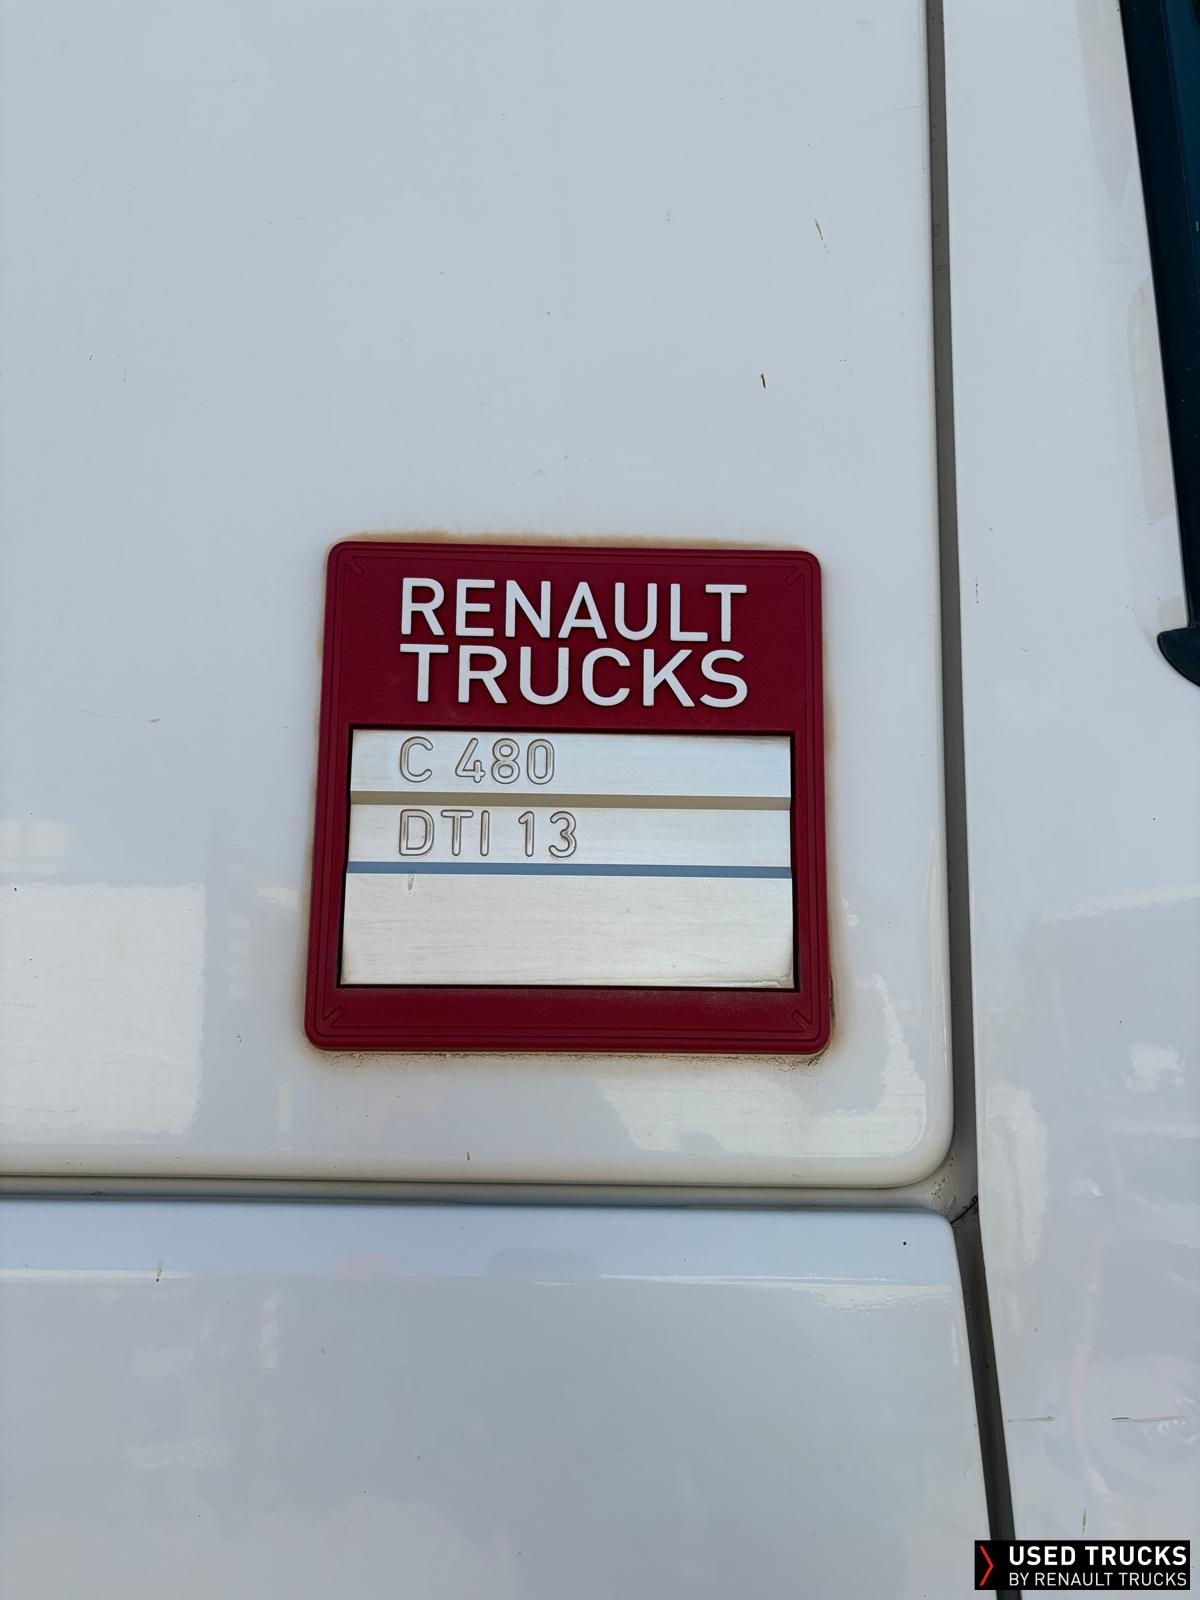 RENAULT
TRUCKS
C 480
DTI 13
USED TRUCKS
BY RENAULT TRUCKS